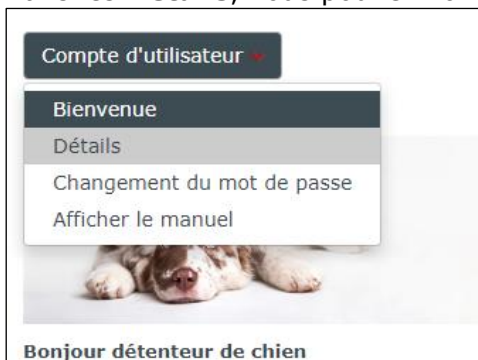 Compte d'utilisateur
Bienvenue
Détails
Changement du mot de passe
Afficher le manuel
Bonjour détenteur de chien